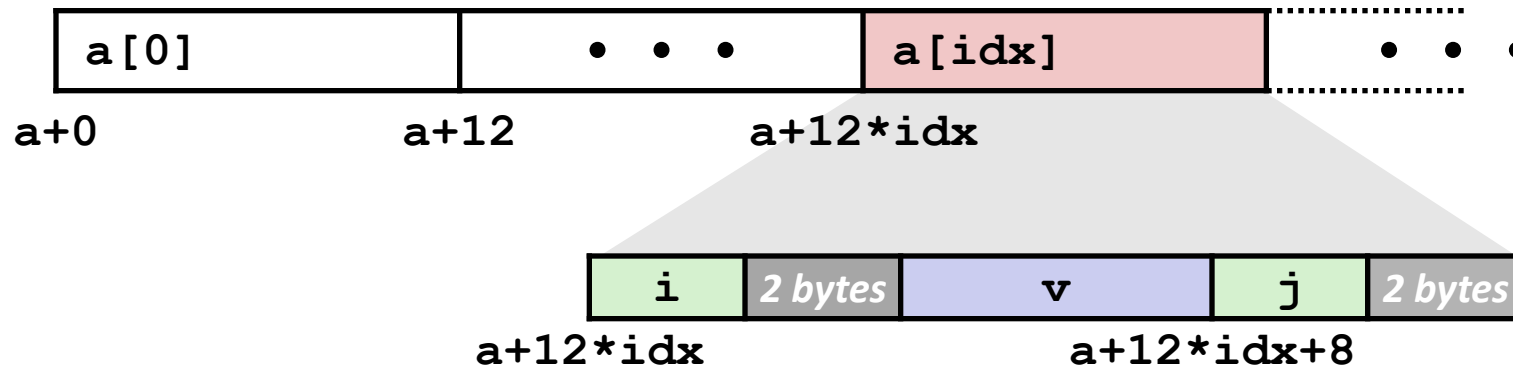 a[0] • • • a[idx] • • •
a+0 a+12 a+12*idx
i 2 bytes v j 2 bytes
a+12*idx a+12*idx+8